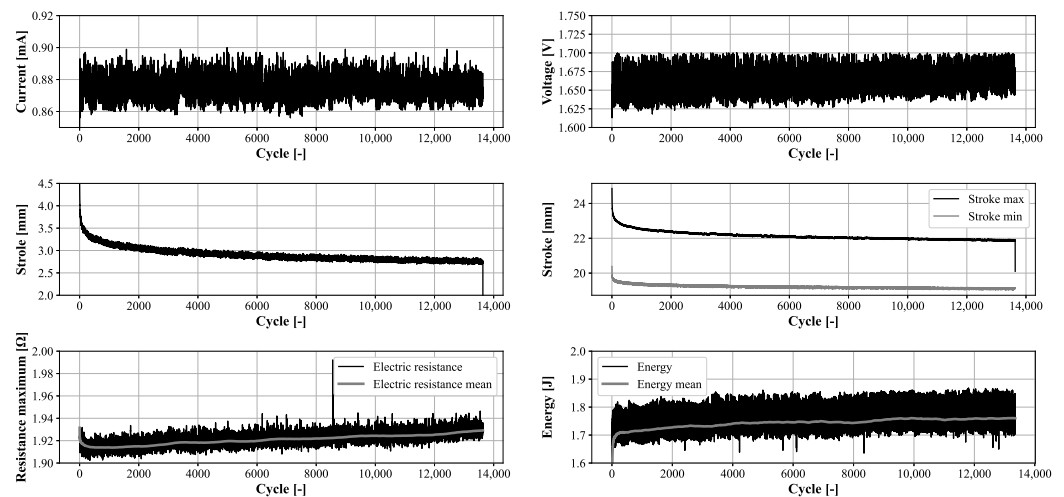 Current [mA]
0.92
0.90
0.88
0.86
0 2000 4000 6000 8000 10,000 12,000 14,000
Cycle [-]
Voltage [V]
1.750
1.725
1.700
1.675
1.650
1.625
1.600
0 2000 4000 6000 8000 10,000 12,000 14,000
Cycle [-]
Strole [mm]
4.5
4.0
3.5
3.0
2.5
2.0
0 2000 4000 6000 8000 10,000 12,000 14,000
Cycle [-]
Stroke [mm]
24
22
20
Stroke max
Stroke min
0 2000 4000 6000 8000 10,000 12,000 14,000
Cycle [-]
Resistance maximum [Ω]
2.00
1.98
1.96
1.94
1.92
1.90
Electric resistance
Electric resistance mean
0 2000 4000 6000 8000 10,000 12,000 14,000
Cycle [-]
Energy [J]
2.0
1.9
1.8
1.7
1.6
Energy
Energy mean
0 2000 4000 6000 8000 10,000 12,000 14,000
Cycle [-]